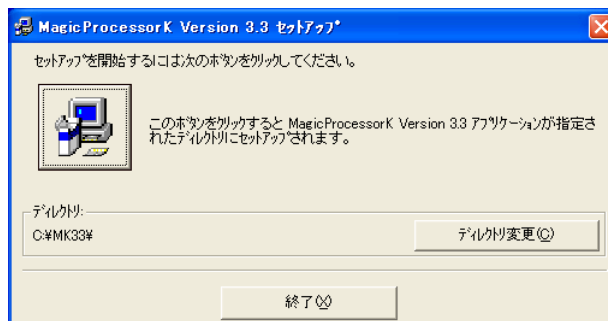 MagicProcessorK Version 3.3 ｾｯﾄｱｯﾌﾟ
ｾｯﾄｱｯﾌﾟを開始するには次のﾎﾞﾀﾝをｸﾘｯｸしてください。
このﾎﾞﾀﾝをｸﾘｯｸすると MagicProcessorK Version 3.3 ｱﾌﾟﾘｹｰｼｮﾝが指定さ
れたﾃﾞｨﾚｸﾄﾘにｾｯﾄｱｯﾌﾟされます。
ﾃﾞｨﾚｸﾄﾘ:
C:¥MK33¥
ﾃﾞｨﾚｸﾄﾘ変更(C)
終了(X)